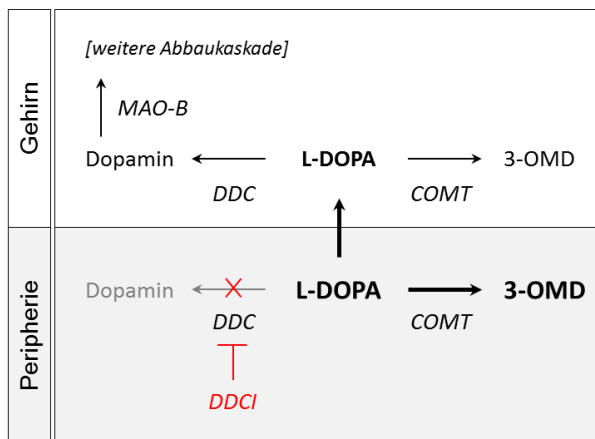 Gehirn
[weitere Abbaukaskade]
MAO-B
Dopamin L-DOPA 3-OMD
DDC COMT
Peripherie
Dopamin L-DOPA 3-OMD
DDC COMT
DDCI